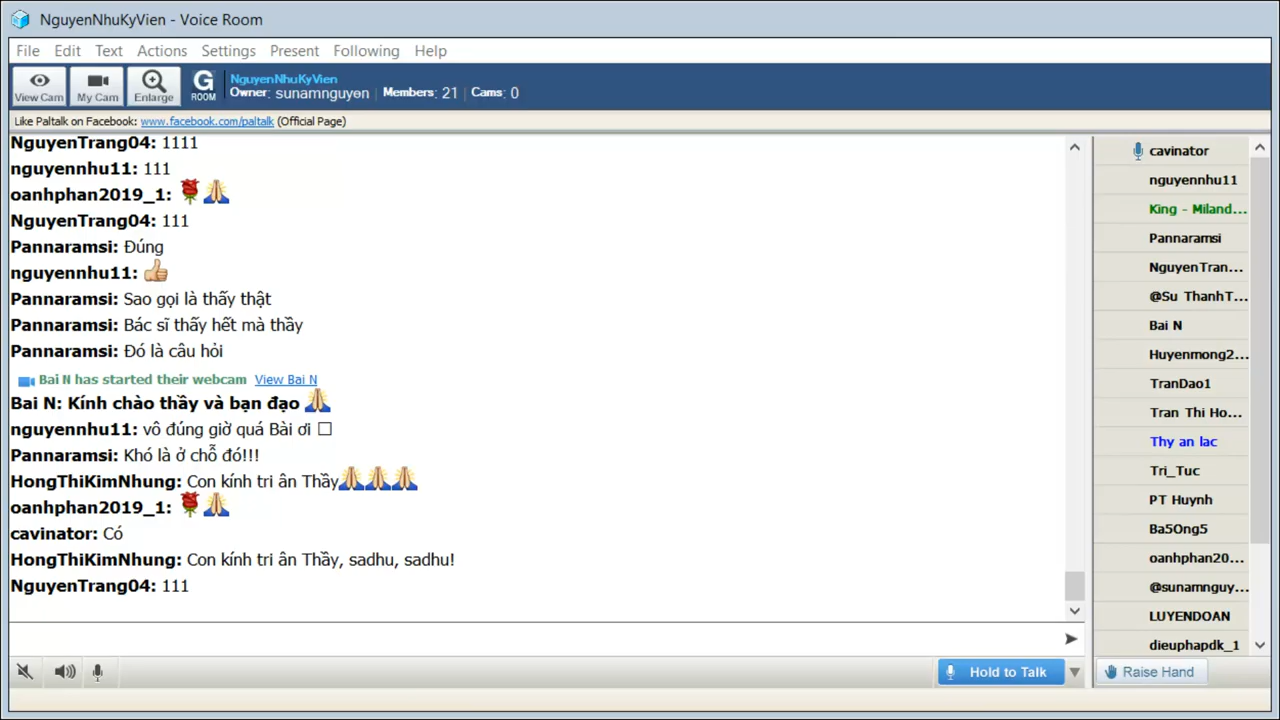 NguyenNhuKyVien - Voice Room
File Edit Text Actions Settings Present Following Help
View Cam My Cam Enlarge G ROOM
NguyenNhuKyVien
Owner: sunamnguyen | Members: 21 | Cams: 0
Like Paltalk on Facebook: www.facebook.com/paltalk (Official Page)
NguyenTrang04: 1111
nguyennhu11: 111
oanhphan2019_1:
NguyenTrang04: 111
Pannaramsi: Đúng
nguyennhu11:
Pannaramsi: Sao gọi là thấy thật
Pannaramsi: Bác sĩ thấy hết mà thầy
Pannaramsi: Đó là câu hỏi
Bai N has started their webcam View Bai N
Bai N: Kính chào thầy và bạn đạo
nguyennhu11: vô đúng giờ quá Bài ơi □
Pannaramsi: Khó là ở chỗ đó!!!
HongThiKimNhung: Con kính tri ân Thầy
oanhphan2019_1:
cavinator: Có
HongThiKimNhung: Con kính tri ân Thầy, sadhu, sadhu!
NguyenTrang04: 111
cavinator
nguyennhu11
King - Miland...
Pannaramsi
NguyenTran...
@Su ThanhT...
Bai N
Huyenmong2...
TranDao1
Tran Thi Ho...
Thy an lac
Tri_Tuc
PT Huynh
Ba5Ong5
oanhphan20...
@sunamnguy...
LUYENDOAN
dieuphapdk_1
Hold to Talk
Raise Hand